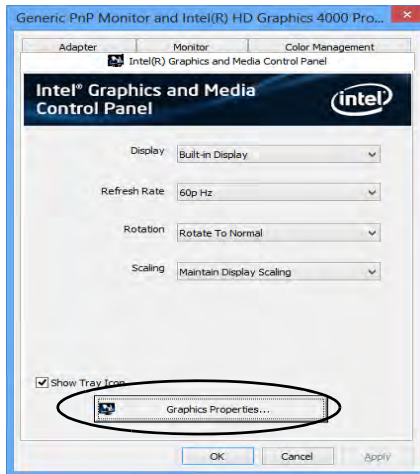 Generic PnP Monitor and Intel(R) HD Graphics 4000 Pro...
Adapter Monitor Color Management
Intel(R) Graphics and Media Control Panel
Intel® Graphics and Media
Control Panel
intel
Display Built-in Display
Refresh Rate 60p Hz
Rotation Rotate To Normal
Scaling Maintain Display Scaling
Show Tray Icon
Graphics Properties...
OK Cancel Apply